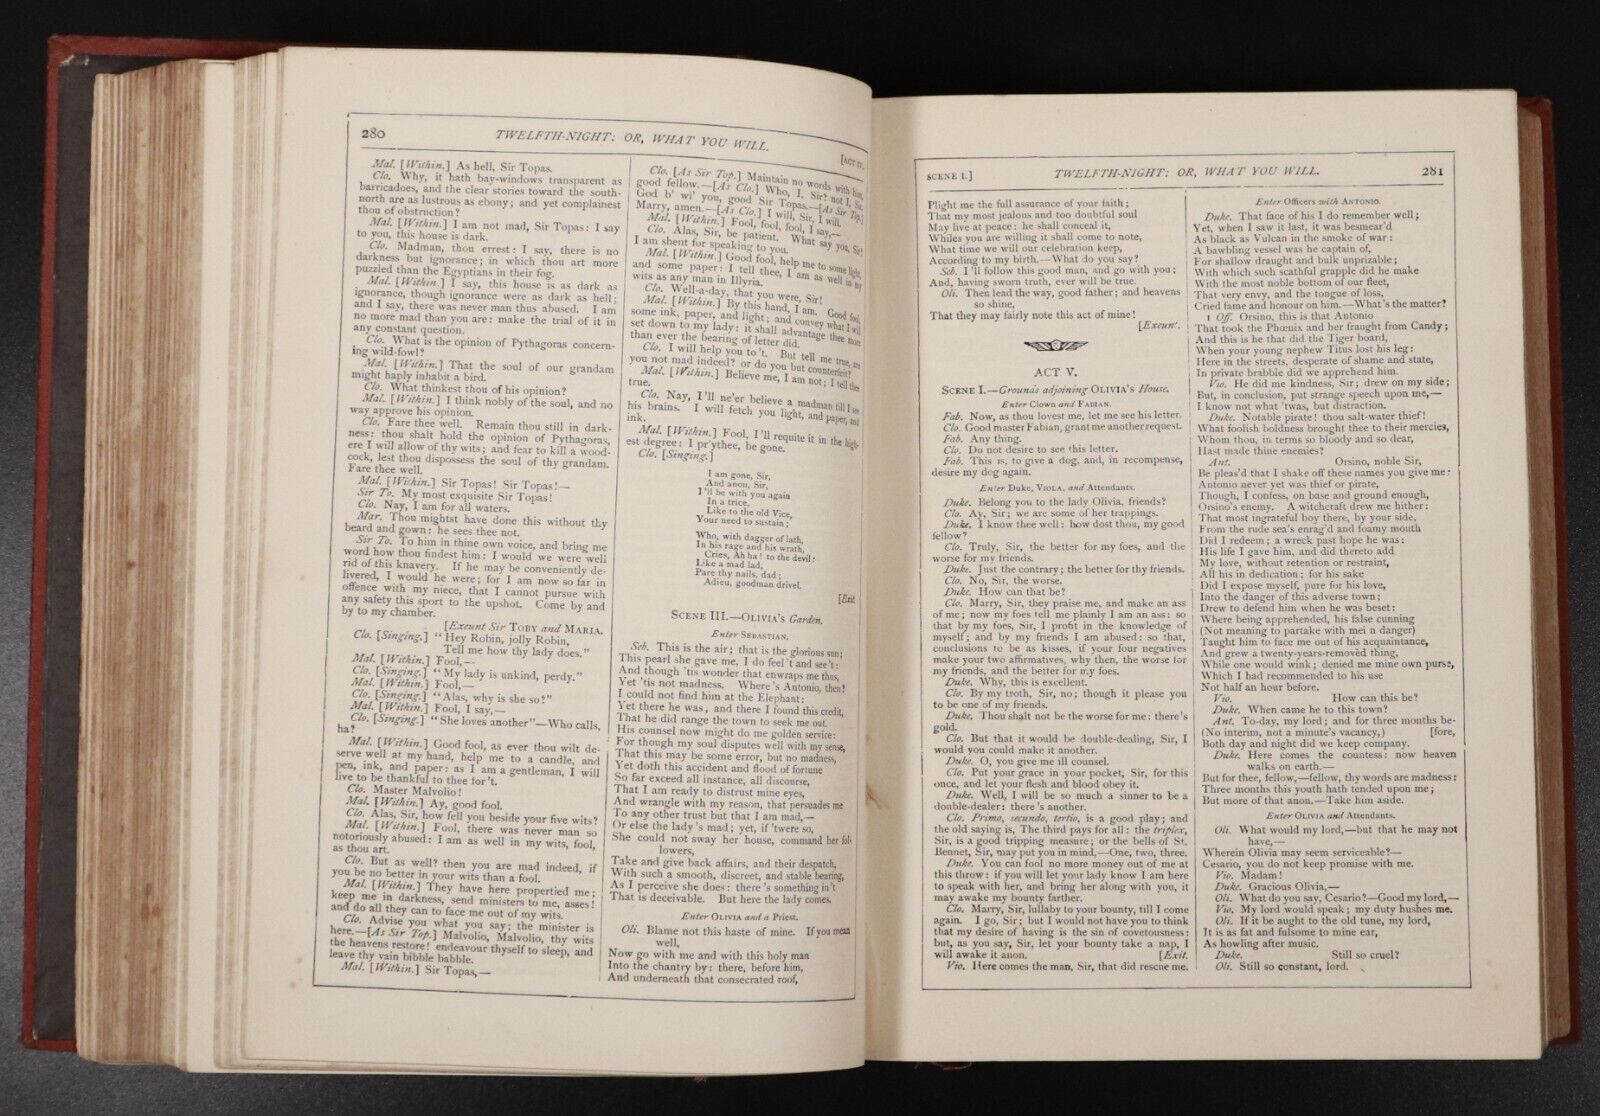 280
TWELFTH-NIGHT: OR, WHAT YOU WILL.
[ACT IV.
Mal. [Within.] As hell, Sir Topas.
Clo. Why, it hath bay-windows transparent as
barricadoes, and the clear stories toward the south-
north are as lustrous as ebony; and yet complainest
thou of obstruction?
Mal. [Within.] I am not mad, Sir Topas: I say
to you, this house is dark.
Clo. Madman, thou errest: I say, there is no
darkness but ignorance; in which thou art more
puzzled than the Egyptians in their fog.
Mal. [Within.] I say, this house is as dark as
ignorance, though ignorance were as dark as hell;
and I say, there was never man thus abused. I am
no more mad than you are: make the trial of it in
any constant question.
Clo. What is the opinion of Pythagoras concern-
ing wild-fowl?
Mal. [Within.] That the soul of our grandam
might haply inhabit a bird.
Clo. What thinkest thou of his opinion?
Mal. [Within.] I think nobly of the soul, and no
way approve his opinion.
Clo. Fare thee well. Remain thou still in dark-
ness: thou shalt hold the opinion of Pythagoras,
ere I will allow of thy wits; and fear to kill a wood-
cock, lest thou dispossess the soul of thy grandam.
Fare thee well.
Mal. [Within.] Sir Topas! Sir Topas!—
Sir To. My most exquisite Sir Topas!
Clo. Nay, I am for all waters.
Mar. Thou mightst have done this without thy
beard and gown: he sees thee not.
Sir To. To him in thine own voice, and bring me
word how thou findest him: I would we were well
rid of this knavery. If he may be conveniently de-
livered, I would he were; for I am now so far in
offence with my niece, that I cannot pursue with
any safety this sport to the upshot. Come by and
by to my chamber.
[Exeunt Sir TOBY and MARIA.
Clo. [Singing.] "Hey Robin, jolly Robin,
Tell me how thy lady does."
Mal. [Within.] Fool,—
Clo. [Singing.] "My lady is unkind, perdy."
Mal. [Within.] Fool,—
Clo. [Singing.] "Alas, why is she so?"
Mal. [Within.] Fool, I say,—
Clo. [Singing.] "She loves another"—Who calls,
ha?
Mal. [Within.] Good fool, as ever thou wilt de-
serve well at my hand, help me to a candle, and
pen, ink, and paper: as I am a gentleman, I will
live to be thankful to thee for't.
Clo. Master Malvolio!
Mal. [Within.] Ay, good fool.
Clo. Alas, Sir, how fell you beside your five wits?
Mal. [Within.] Fool, there was never man so
notoriously abused: I am as well in my wits, fool,
as thou art.
Clo. But as well? then you are mad indeed, if
you be no better in your wits than a fool.
Mal. [Within.] They have here propertied me;
keep me in darkness, send ministers to me, asses!
and do all they can to face me out of my wits.
Clo. Advise you what you say; the minister is
here.—[As Sir Top.] Malvolio, Malvolio, thy wits
the heavens restore! endeavour thyself to sleep, and
leave thy vain bibble babble.
Mal. [Within.] Sir Topas,—
Clo. [As Sir Top.] Maintain no words with him,
good fellow.—[As Clo.] Who, I, Sir? not I, Sir.
God b' wi' you, good Sir Topas.—[As Sir Top.]
Marry, amen.—[As Clo.] I will, Sir, I will.
Mal. [Within.] Fool, fool, fool, I say,—
Clo. Alas, Sir, be patient. What say you, Sir?
I am shent for speaking to you.
Mal. [Within.] Good fool, help me to some light,
and some paper: I tell thee, I am as well in my
wits as any man in Illyria.
Clo. Well-a-day, that you were, Sir!
Mal. [Within.] By this hand, I am. Good fool,
some ink, paper, and light; and convey what I will
set down to my lady: it shall advantage thee more
than ever the bearing of letter did.
Clo. I will help you to't. But tell me true, are
you not mad indeed? or do you but counterfeit?
Mal. [Within.] Believe me, I am not; I tell thee
true.
Clo. Nay, I'll ne'er believe a madman till I see
his brains. I will fetch you light, and paper, and
ink.
Mal. [Within.] Fool, I'll requite it in the high-
est degree: I pr'ythee, be gone.
Clo. [Singing.]
I am gone, Sir,
And anon, Sir,
I'll be with you again
In a trice,
Like to the old Vice,
Your need to sustain;
Who, with dagger of lath,
In his rage and his wrath,
Cries, Ah ha! to the devil:
Like a mad lad,
Pare thy nails, dad;
Adieu, goodman drivel.
[Exit
SCENE III.—OLIVIA'S Garden.
Enter SEBASTIAN.
Seb. This is the air; that is the glorious sun;
This pearl she gave me, I do feel't and see't:
And though 'tis wonder that enwraps me thus,
Yet 'tis not madness. Where's Antonio, then?
I could not find him at the Elephant:
Yet there he was, and there I found this credit,
That he did range the town to seek me out.
His counsel now might do me golden service:
For though my soul disputes well with my sense,
That this may be some error, but no madness,
Yet doth this accident and flood of fortune
So far exceed all instance, all discourse,
That I am ready to distrust mine eyes,
And wrangle with my reason, that persuades me
To any other trust but that I am mad,—
Or else the lady's mad; yet, if 'twere so,
She could not sway her house, command her fol-
lowers,
Take and give back affairs, and their despatch,
With such a smooth, discreet, and stable bearing,
As I perceive she does: there's something in't
That is deceivable. But here the lady comes.
Enter OLIVIA and a Priest.
Oli. Blame not this haste of mine. If you mean
well,
Now go with me and with this holy man
Into the chantry by: there, before him,
And underneath that consecrated roof,
SCENE I.]
TWELFTH-NIGHT: OR, WHAT YOU WILL.
281
Plight me the full assurance of your faith;
That my most jealous and too doubtful soul
May live at peace: he shall conceal it,
Whiles you are willing it shall come to note,
What time we will our celebration keep,
According to my birth.—What do you say?
Seb. I'll follow this good man, and go with you;
And, having sworn truth, ever will be true.
Oli. Then lead the way, good father; and heavens
so shine,
That they may fairly note this act of mine!
[Exeunt.
ACT V.
SCENE I.—Grounds adjoining OLIVIA'S House.
Enter Clown and FABIAN.
Fab. Now, as thou lovest me, let me see his letter.
Clo. Good master Fabian, grant me another request.
Fab. Any thing.
Clo. Do not desire to see this letter.
Fab. This is, to give a dog, and, in recompense,
desire my dog again.
Enter Duke, VIOLA, and Attendants.
Duke. Belong you to the lady Olivia, friends?
Clo. Ay, Sir; we are some of her trappings.
Duke. I know thee well: how dost thou, my good
fellow?
Clo. Truly, Sir, the better for my foes, and the
worse for my friends.
Duke. Just the contrary; the better for thy friends.
Clo. No, Sir, the worse.
Duke. How can that be?
Clo. Marry, Sir, they praise me, and make an ass
of me; now my foes tell me plainly I am an ass: so
that by my foes, Sir, I profit in the knowledge of
myself; and by my friends I am abused: so that,
conclusions to be as kisses, if your four negatives
make your two affirmatives, why then, the worse for
my friends, and the better for my foes.
Duke. Why, this is excellent.
Clo. By my troth, Sir, no; though it please you
to be one of my friends.
Duke. Thou shalt not be the worse for me: there's
gold.
Clo. But that it would be double-dealing, Sir, I
would you could make it another.
Duke. O, you give me ill counsel.
Clo. Put your grace in your pocket, Sir, for this
once, and let your flesh and blood obey it.
Duke. Well, I will be so much a sinner to be a
double-dealer: there's another.
Clo. Primo, secundo, tertio, is a good play; and
the old saying is, The third pays for all: the triplex,
Sir, is a good tripping measure; or the bells of St.
Bennet, Sir, may put you in mind,—One, two, three.
Duke. You can fool no more money out of me at
this throw: if you will let your lady know I am here
to speak with her, and bring her along with you, it
may awake my bounty farther.
Clo. Marry, Sir, lullaby to your bounty, till I come
again. I go, Sir; but I would not have you to think
that my desire of having is the sin of covetousness:
but, as you say, Sir, let your bounty take a nap, I
will awake it anon. [Exit.
Vio. Here comes the man, Sir, that did rescue me.
Enter Officers with ANTONIO.
Duke. That face of his I do remember well;
Yet, when I saw it last, it was besmear'd
As black as Vulcan in the smoke of war:
A bawbling vessel was he captain of,
For shallow draught and bulk unprizable;
With which such scathful grapple did he make
With the most noble bottom of our fleet,
That very envy, and the tongue of loss,
Cried fame and honour on him.—What's the matter?
1 Off. Orsino, this is that Antonio
That took the Phœnix and her fraught from Candy;
And this is he that did the Tiger board,
When your young nephew Titus lost his leg:
Here in the streets, desperate of shame and state,
In private brabble did we apprehend him.
Vio. He did me kindness, Sir; drew on my side;
But, in conclusion, put strange speech upon me,—
I know not what 'twas, but distraction.
Duke. Notable pirate! thou salt-water thief!
What foolish boldness brought thee to their mercies,
Whom thou, in terms so bloody and so dear,
Hast made thine enemies?
Ant. Orsino, noble Sir,
Be pleas'd that I shake off these names you give me:
Antonio never yet was thief or pirate,
Though, I confess, on base and ground enough,
Orsino's enemy. A witchcraft drew me hither:
That most ingrateful boy there, by your side,
From the rude sea's enrag'd and foamy mouth
Did I redeem; a wreck past hope he was:
His life I gave him, and did thereto add
My love, without retention or restraint,
All his in dedication; for his sake
Did I expose myself, pure for his love,
Into the danger of this adverse town;
Drew to defend him when he was beset:
Where being apprehended, his false cunning
(Not meaning to partake with me i n danger)
Taught him to face me out of his acquaintance,
And grew a twenty-years-removèd thing,
While one would wink; denied me mine own purse,
Which I had recommended to his use
Not half an hour before.
Vio. How can this be?
Duke. When came he to this town?
Ant. To-day, my lord; and for three months be-
(No interim, not a minute's vacancy,) [fore,
Both day and night did we keep company.
Duke. Here comes the countess: now heaven
walks on earth.—
But for thee, fellow,—fellow, thy words are madness:
Three months this youth hath tended upon me;
But more of that anon.—Take him aside.
Enter OLIVIA and Attendants.
Oli. What would my lord,—but that he may not
have,—
Wherein Olivia may seem serviceable?—
Cesario, you do not keep promise with me.
Vio. Madam!
Duke. Gracious Olivia,—
Oli. What do you say, Cesario?—Good my lord,—
Vio. My lord would speak; my duty hushes me.
Oli. If it be aught to the old tune, my lord,
It is as fat and fulsome to mine ear,
As howling after music.
Duke. Still so cruel?
Oli. Still so constant, lord.